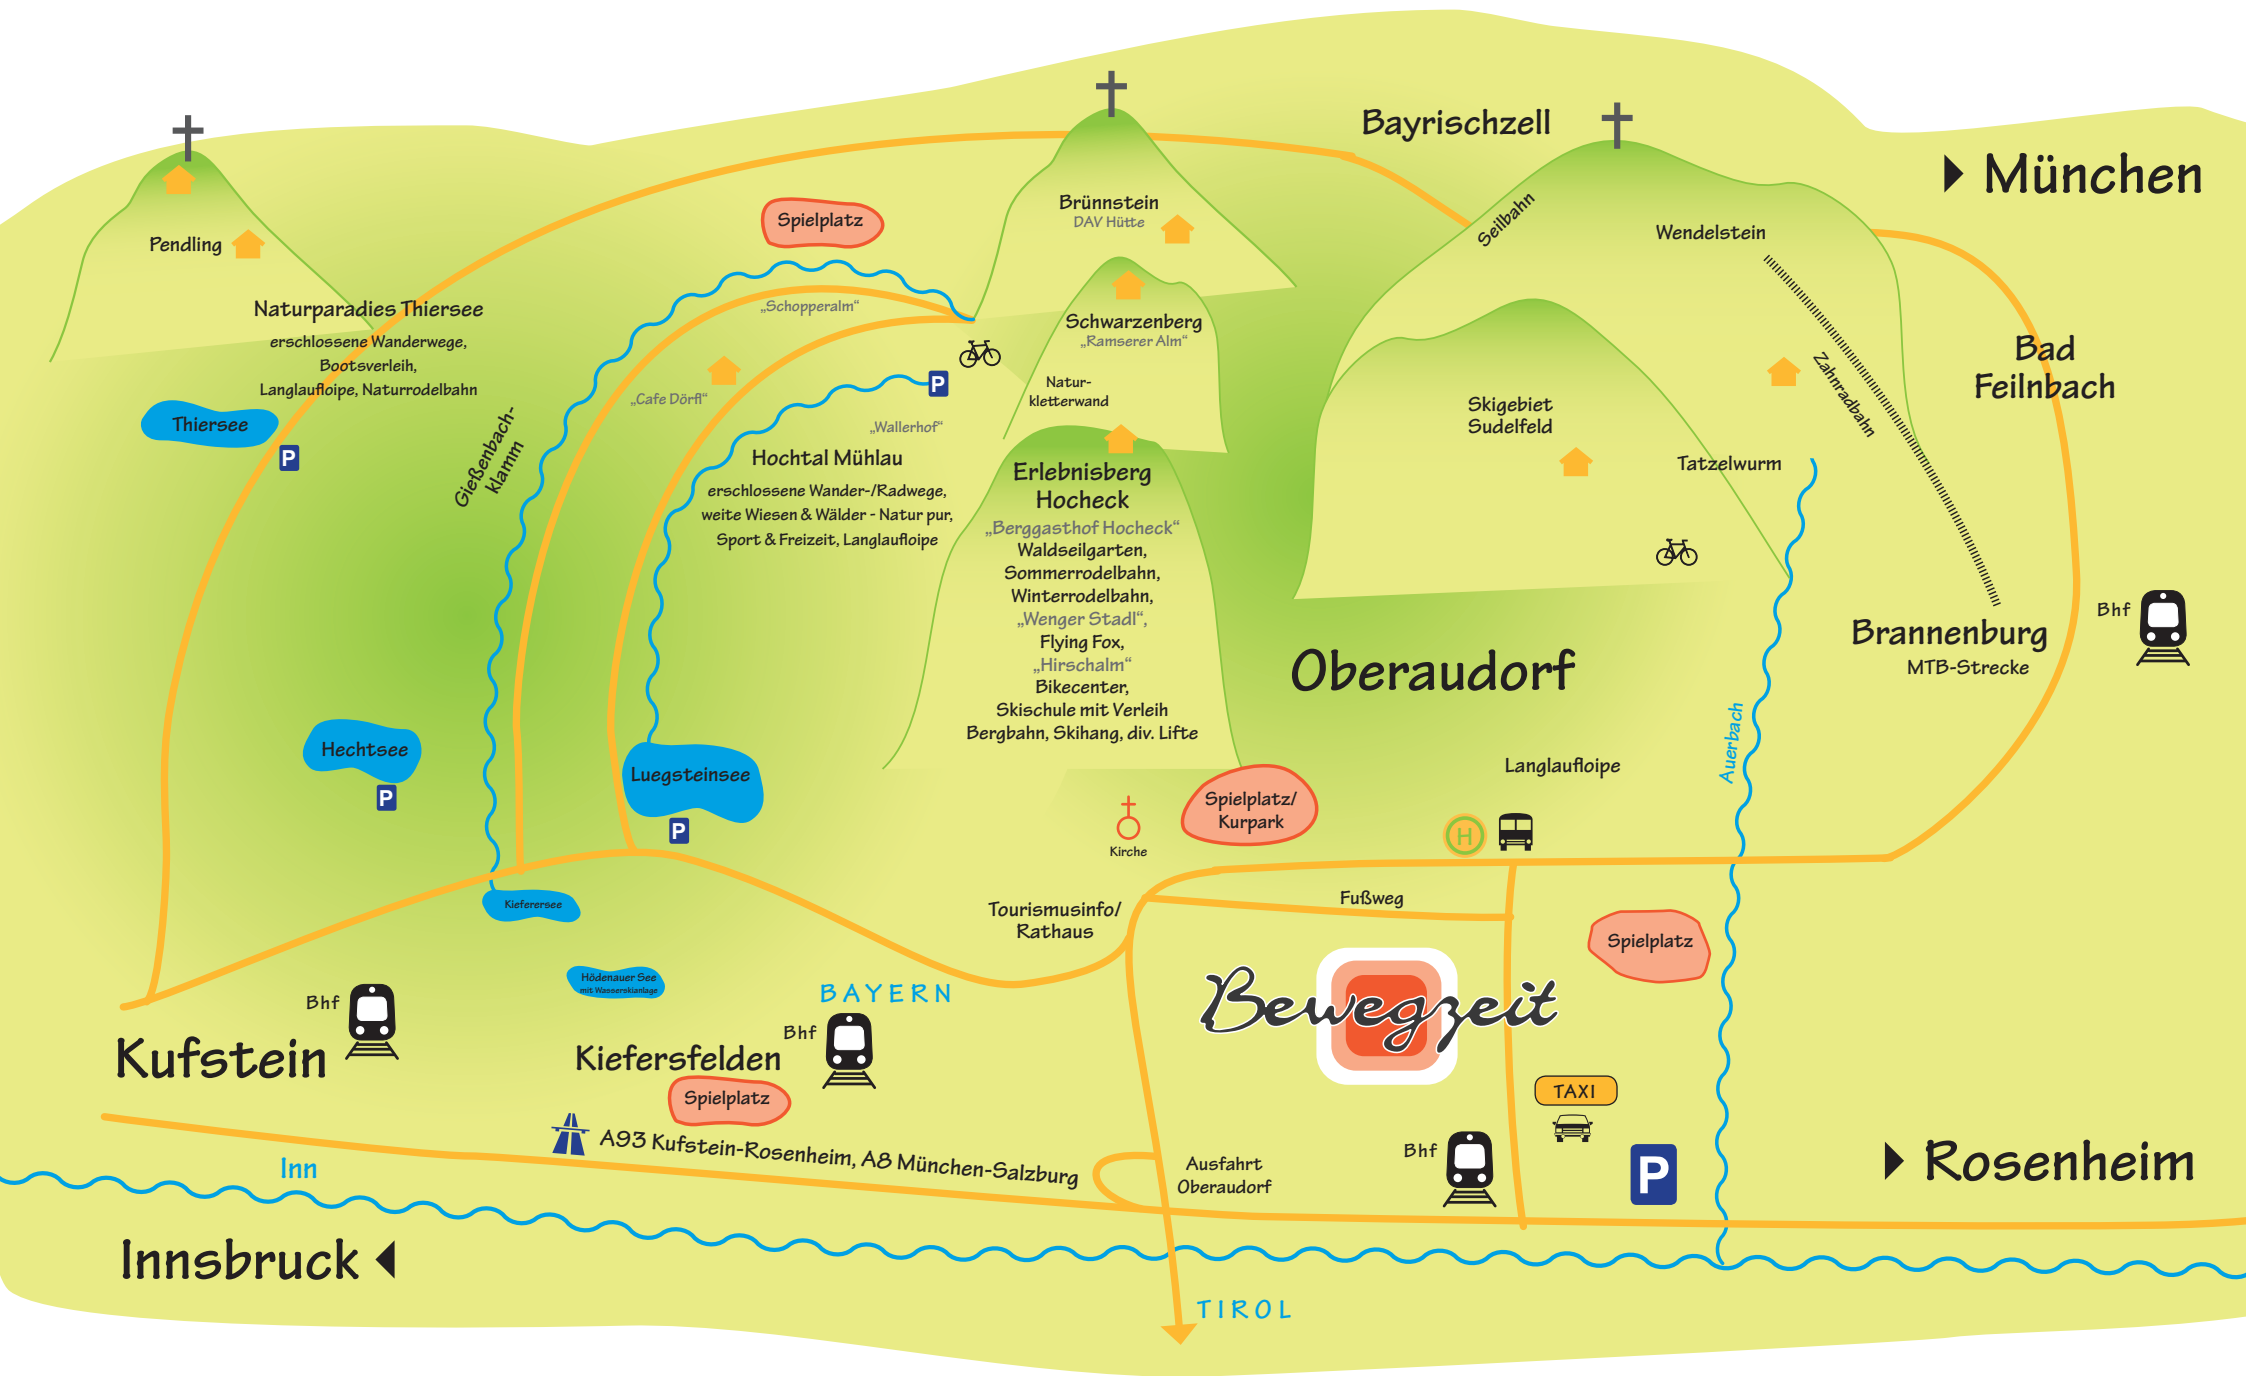 Bayrischzell
München
Seilbahn
Wendelstein
Brünnstein
DAV Hütte
Spielplatz
Pendling
Naturparadies Thiersee
erschlossene Wanderwege,
Bootsverleih,
Langlaufloipe, Naturrodelbahn
„Schopperalm“
Schwarzenberg
„Ramserer Alm“
Bad
Feilnbach
Zahnradbahn
Natur-
kletterwand
„Cafe Dörfl“
Skigebiet
Sudelfeld
Thiersee
P
P
Gießenbach-
klamm
„Wallerhof“
Hochtal Mühlau
erschlossene Wander-/Radwege,
weite Wiesen & Wälder - Natur pur,
Sport & Freizeit, Langlaufloipe
Erlebnisberg
Hocheck
„Berggasthof Hocheck“
Waldseilgarten,
Sommerrodelbahn,
Winterrodelbahn,
„Wenger Stadl“,
Flying Fox,
„Hirschalm“
Bikecenter,
Skischule mit Verleih
Bergbahn, Skihang, div. Lifte
Tatzelwurm
Bhf
Brannenburg
MTB-Strecke
Oberaudorf
Auerbach
Hechtsee
P
Luegsteinsee
P
Langlaufloipe
Spielplatz/
Kurpark
Kirche
H
Kieferersee
Tourismusinfo/
Rathaus
Fußweg
Spielplatz
Hödenauer See
mit Wasserskianlage
BAYERN
Bewegzeit
Bhf
Kufstein
Bhf
Kiefersfelden
Spielplatz
TAXI
A93 Kufstein-Rosenheim, A8 München-Salzburg
Ausfahrt
Oberaudorf
Bhf
P
Rosenheim
Inn
Innsbruck
TIROL